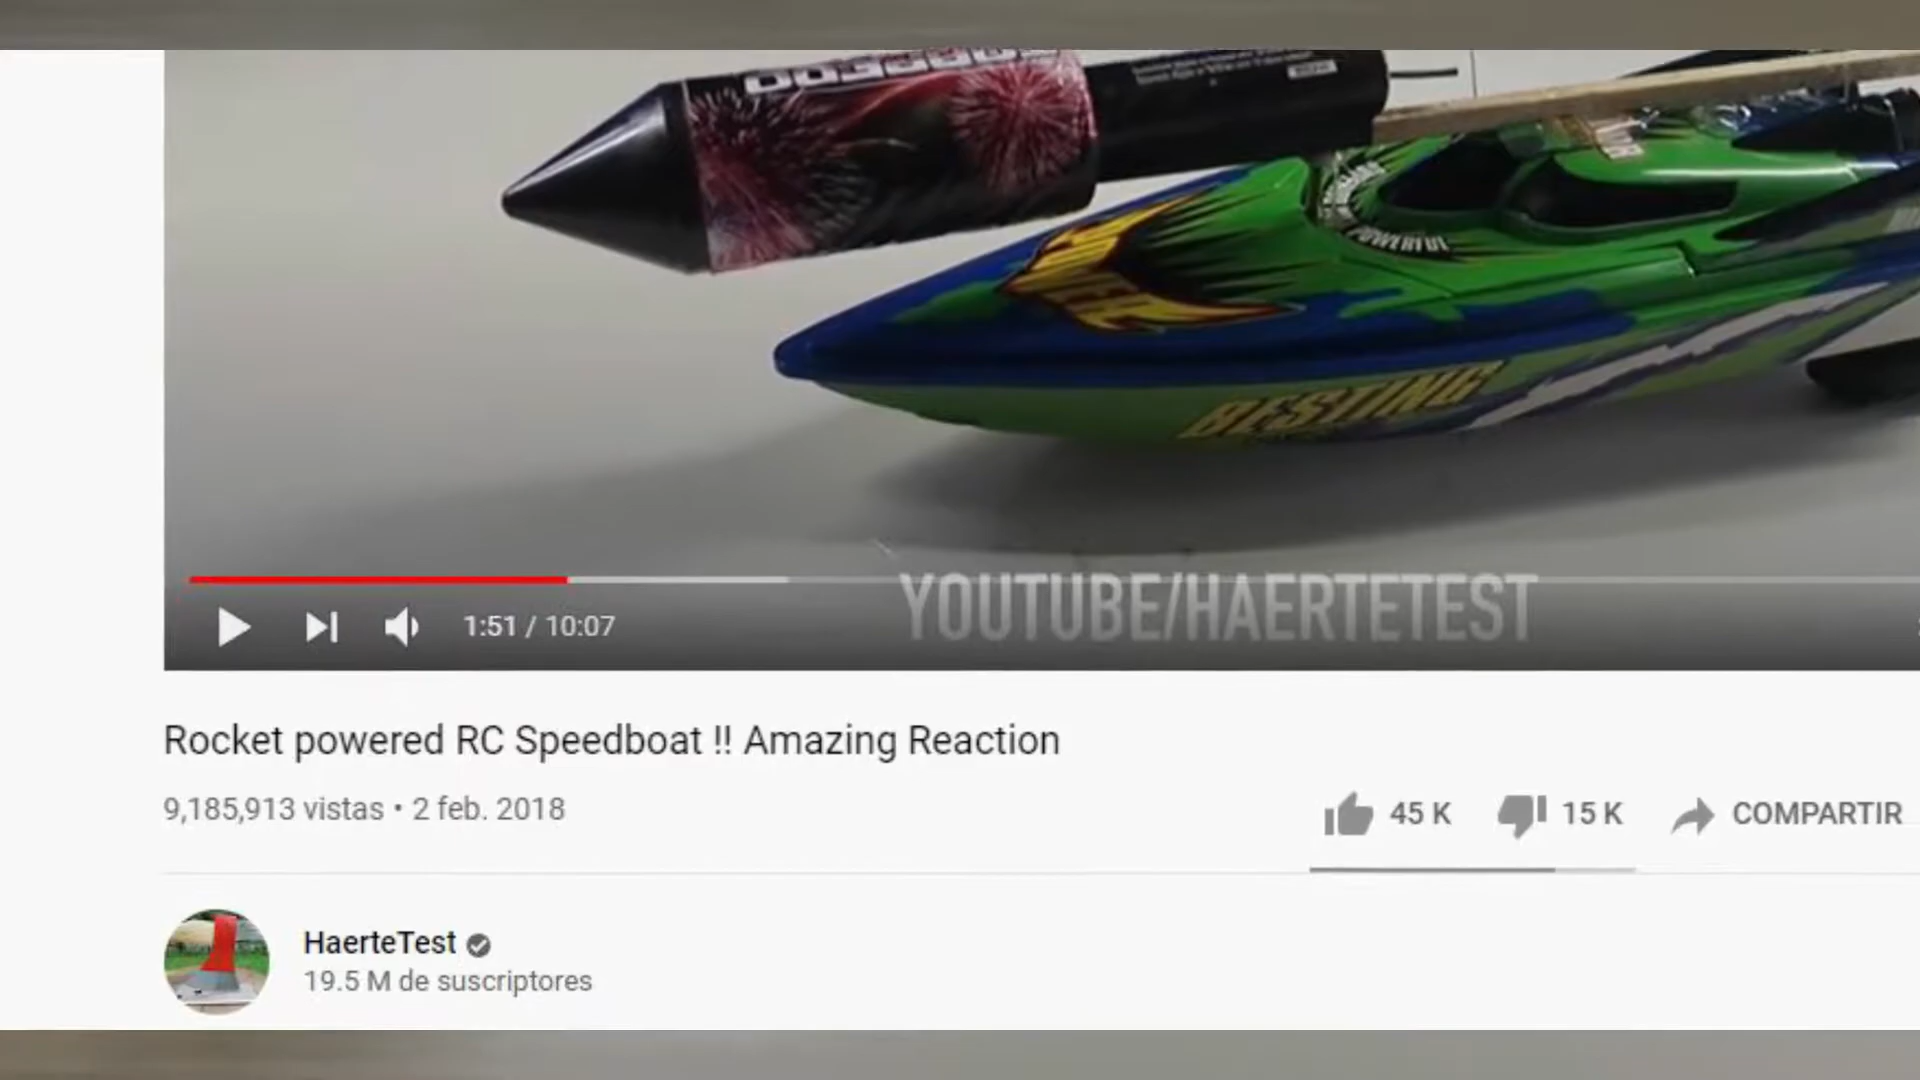 POWERFUL
BESTING
YOUTUBE/HAERTETEST
1:51 / 10:07
Rocket powered RC Speedboat !! Amazing Reaction
9,185,913 vistas • 2 feb. 2018
45 K 15 K COMPARTIR
HaerteTest
19.5 M de suscriptores